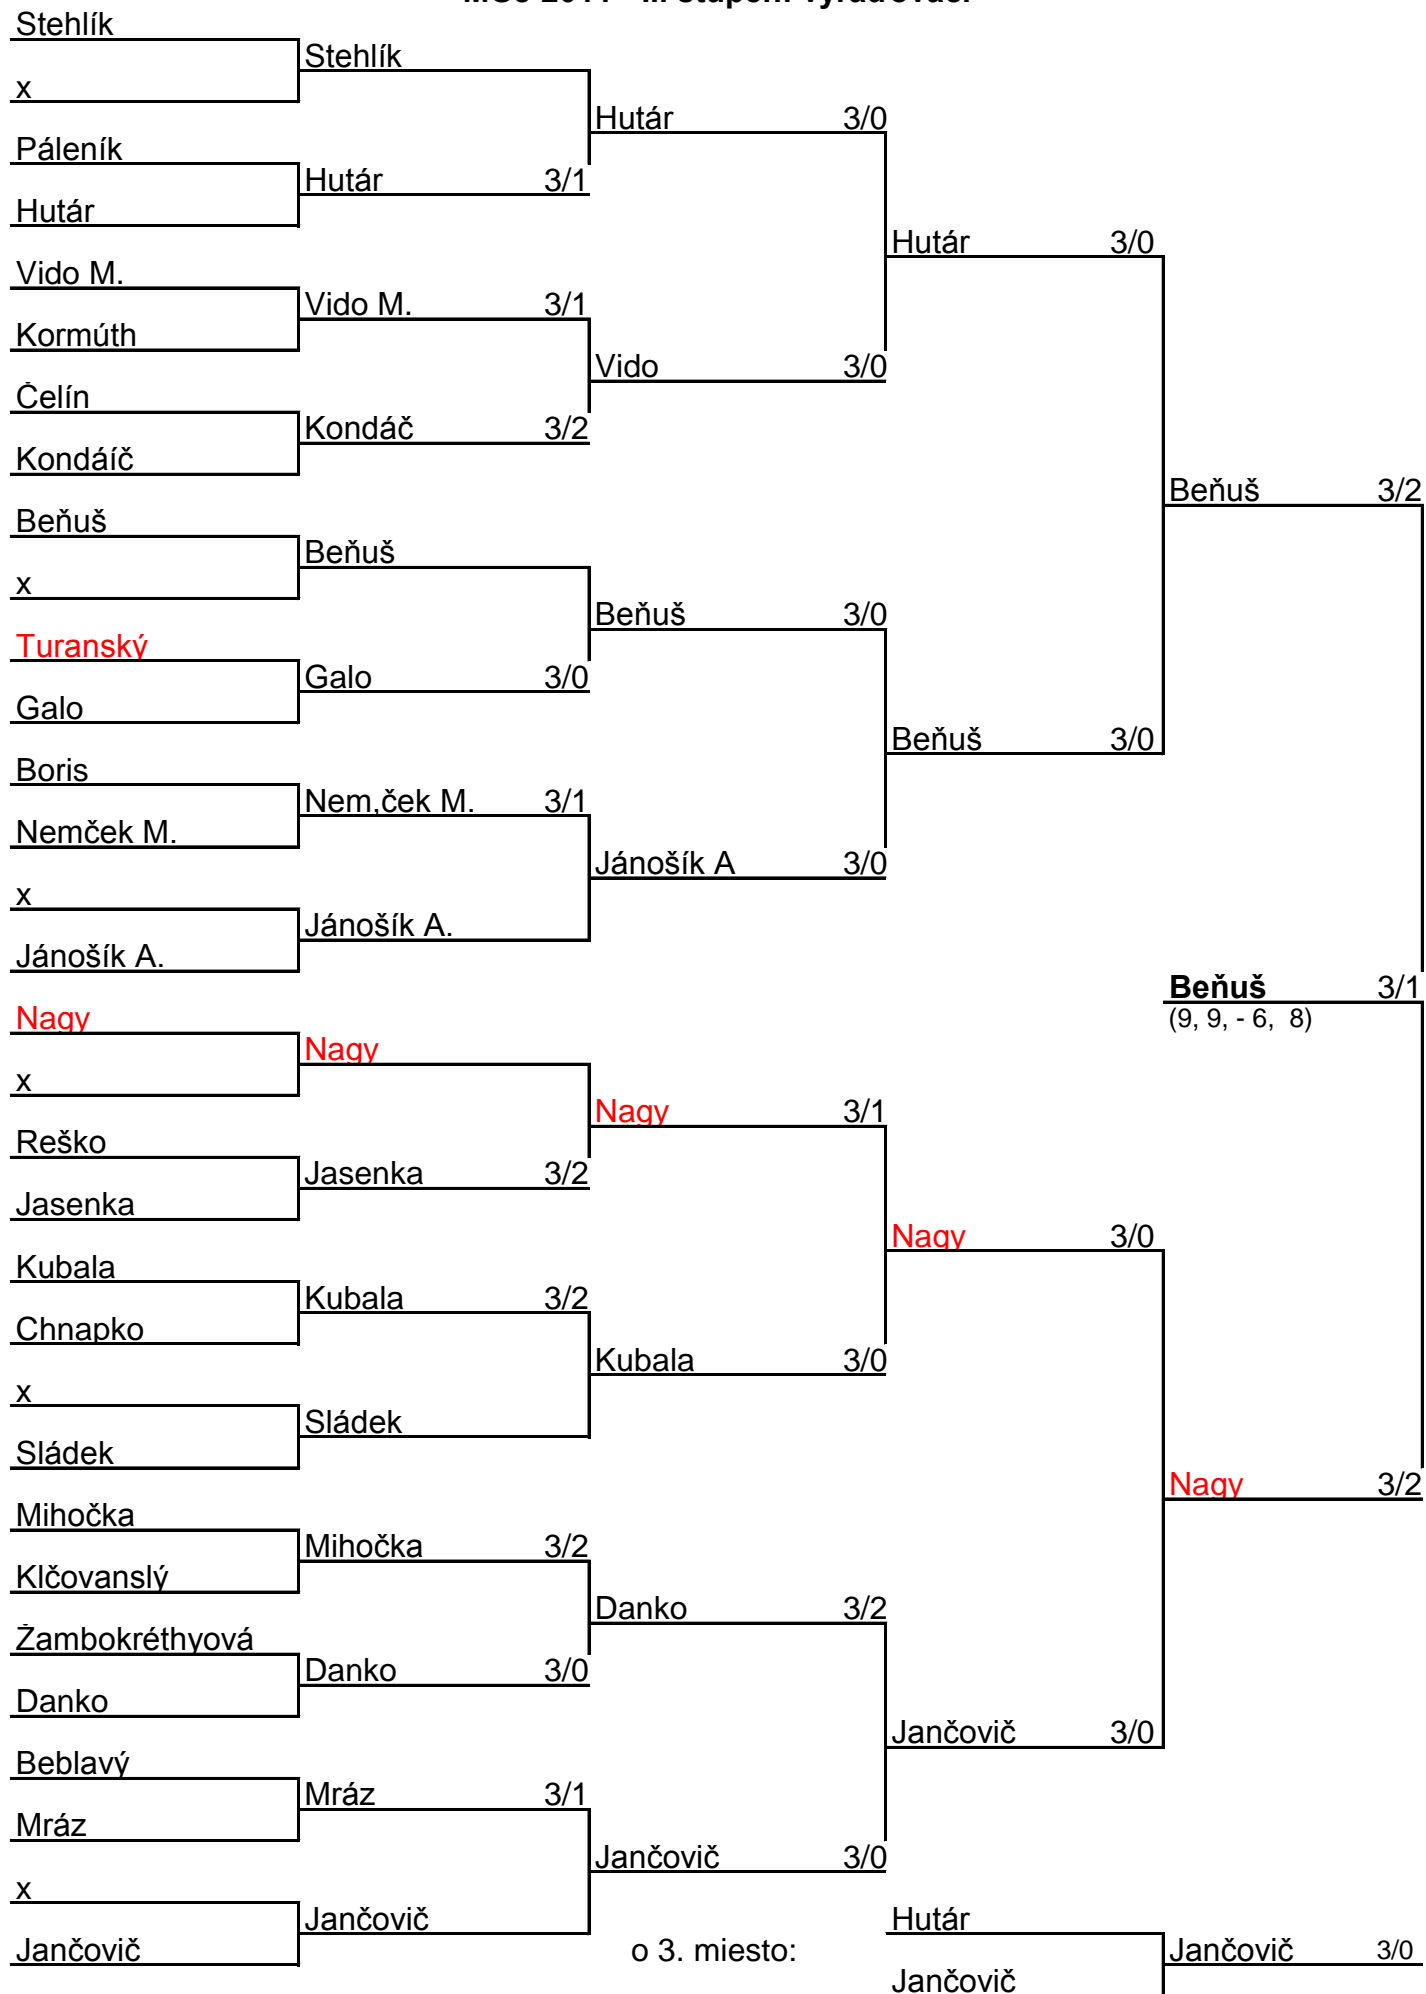 Stehlík
x
Páleník
Hutár
Vido M.
Kormúth
Čelín
Kondáíč
Beňuš
x
Turanský
Galo
Boris
Nemček M.
x
Jánošík A.
Nagy
x
Reško
Jasenka
Kubala
Chnapko
x
Sládek
Mihočka
Klčovanslý
Žambokréthyová
Danko
Beblavý
Mráz
x
Jančovič
Stehlík
Hutár 3/1
Vido M. 3/1
Kondáč 3/2
Beňuš
Galo 3/0
Nem,ček M. 3/1
Jánošík A.
Nagy
Jasenka 3/2
Kubala 3/2
Sládek
Mihočka 3/2
Danko 3/0
Mráz 3/1
Jančovič
Hutár 3/0
Vido 3/0
Beňuš 3/0
Jánošík A 3/0
Nagy 3/1
Kubala 3/0
Danko 3/2
Jančovič 3/0
Hutár 3/0
Beňuš 3/0
Nagy 3/0
Jančovič 3/0
Beňuš 3/2
Beňuš 3/1
(9, 9, - 6, 8)
Nagy 3/2
o 3. miesto:
Hutár
Jančovič
Jančovič 3/0